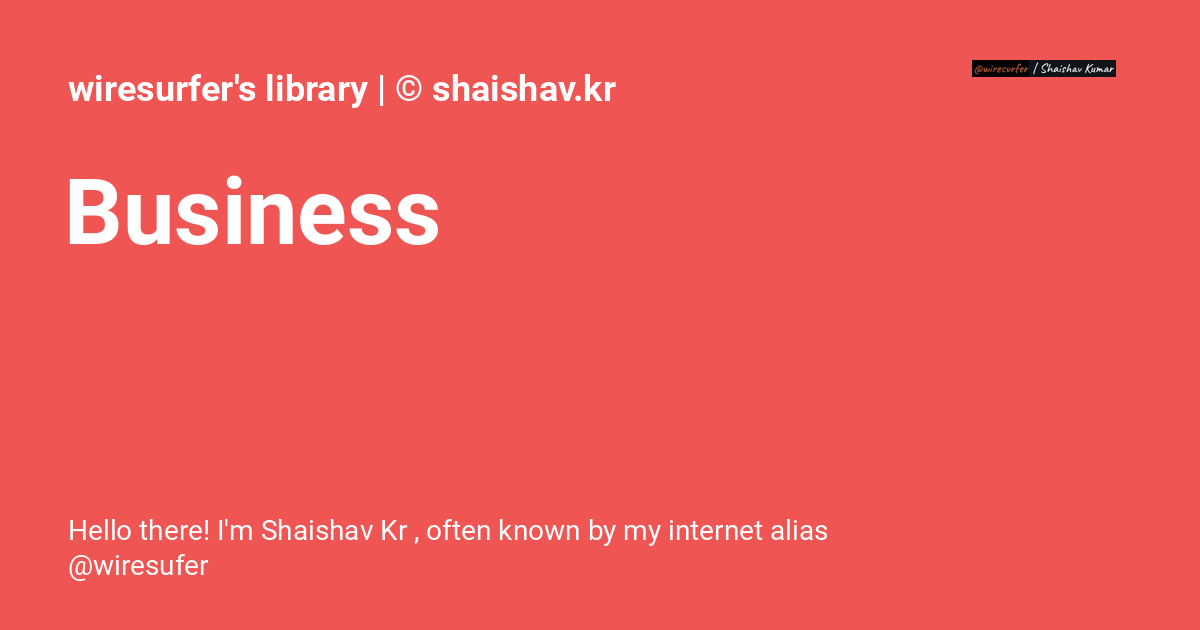 wiresurfer's library | © shaishav.kr
@wiresurfer | Shaishav Kumar
Business
Hello there! I'm Shaishav Kr , often known by my internet alias
@wiresufer